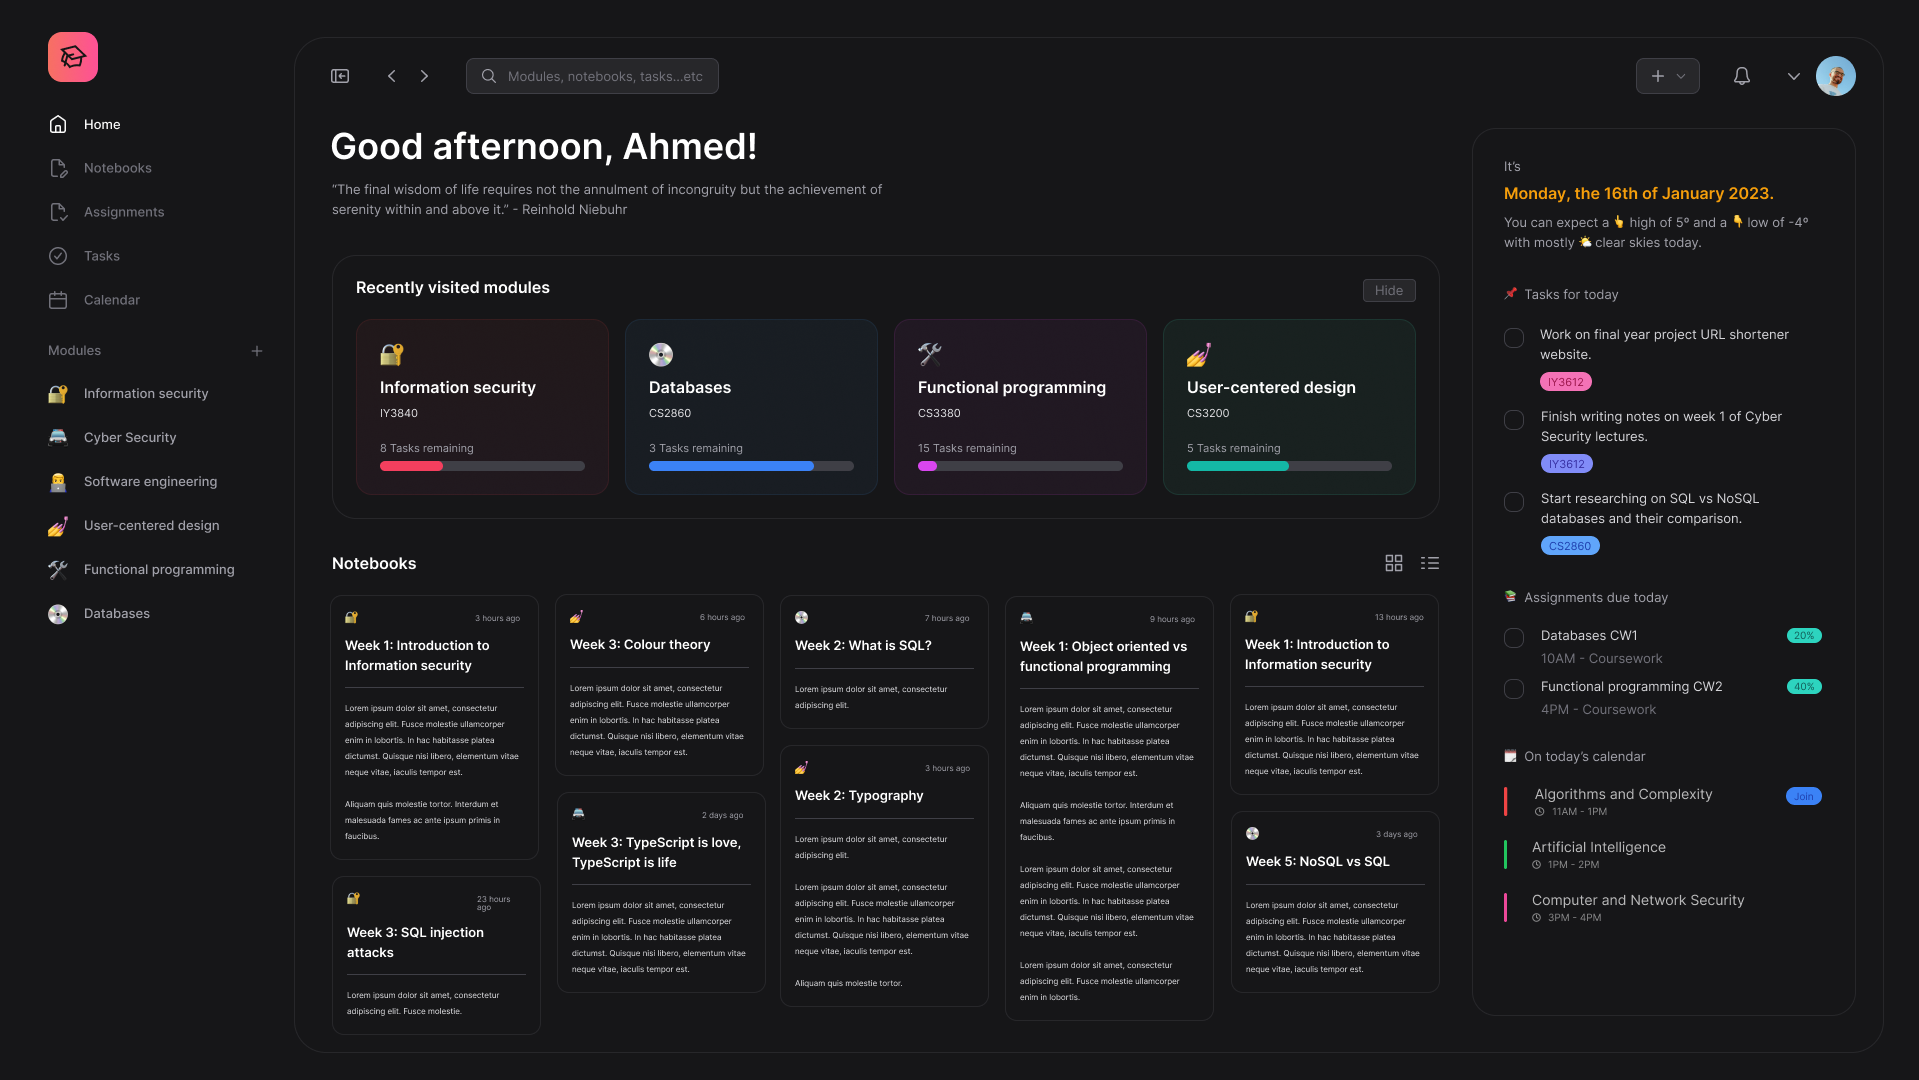 Home
Notebooks
Assignments
Tasks
Calendar
Modules
Information security
Cyber Security
Software engineering
User-centered design
Functional programming
Databases
Modules, notebooks, tasks...etc
Good afternoon, Ahmed!
“The final wisdom of life requires not the annulment of incongruity but the achievement of
serenity within and above it.” - Reinhold Niebuhr
Recently visited modules
Hide
Information security
IY3840
8 Tasks remaining
Databases
CS2860
3 Tasks remaining
Functional programming
CS3380
15 Tasks remaining
User-centered design
CS3200
5 Tasks remaining
Notebooks
3 hours ago
Week 1: Introduction to
Information security
Lorem ipsum dolor sit amet, consectetur
adipiscing elit. Fusce molestie ullamcorper
enim in lobortis. In hac habitasse platea
dictumst. Quisque nisi libero, elementum vitae
neque vitae, iaculis tempor est.
Aliquam quis molestie tortor. Interdum et
malesuada fames ac ante ipsum primis in
faucibus.
23 hours
ago
Week 3: SQL injection
attacks
Lorem ipsum dolor sit amet, consectetur
adipiscing elit. Fusce molestie.
6 hours ago
Week 3: Colour theory
Lorem ipsum dolor sit amet, consectetur
adipiscing elit. Fusce molestie ullamcorper
enim in lobortis. In hac habitasse platea
dictumst. Quisque nisi libero, elementum vitae
neque vitae, iaculis tempor est.
2 days ago
Week 3: TypeScript is love,
TypeScript is life
Lorem ipsum dolor sit amet, consectetur
adipiscing elit. Fusce molestie ullamcorper
enim in lobortis. In hac habitasse platea
dictumst. Quisque nisi libero, elementum vitae
neque vitae, iaculis tempor est.
7 hours ago
Week 2: What is SQL?
Lorem ipsum dolor sit amet, consectetur
adipiscing elit.
3 hours ago
Week 2: Typography
Lorem ipsum dolor sit amet, consectetur
adipiscing elit.
Lorem ipsum dolor sit amet, consectetur
adipiscing elit. Fusce molestie ullamcorper
enim in lobortis. In hac habitasse platea
dictumst. Quisque nisi libero, elementum vitae
neque vitae, iaculis tempor est.
Aliquam quis molestie tortor.
9 hours ago
Week 1: Object oriented vs
functional programming
Lorem ipsum dolor sit amet, consectetur
adipiscing elit. Fusce molestie ullamcorper
enim in lobortis. In hac habitasse platea
dictumst. Quisque nisi libero, elementum vitae
neque vitae, iaculis tempor est.
Aliquam quis molestie tortor. Interdum et
malesuada fames ac ante ipsum primis in
faucibus.
Lorem ipsum dolor sit amet, consectetur
adipiscing elit. Fusce molestie ullamcorper
enim in lobortis. In hac habitasse platea
dictumst. Quisque nisi libero, elementum vitae
neque vitae, iaculis tempor est.
Lorem ipsum dolor sit amet, consectetur
adipiscing elit. Fusce molestie ullamcorper
enim in lobortis.
13 hours ago
Week 1: Introduction to
Information security
Lorem ipsum dolor sit amet, consectetur
adipiscing elit. Fusce molestie ullamcorper
enim in lobortis. In hac habitasse platea
dictumst. Quisque nisi libero, elementum vitae
neque vitae, iaculis tempor est.
3 days ago
Week 5: NoSQL vs SQL
Lorem ipsum dolor sit amet, consectetur
adipiscing elit. Fusce molestie ullamcorper
enim in lobortis. In hac habitasse platea
dictumst. Quisque nisi libero, elementum vitae
neque vitae, iaculis tempor est.
It’s
Monday, the 16th of January 2023.
You can expect a 👆 high of 5º and a 👇 low of -4º
with mostly 🌤 clear skies today.
Tasks for today
Work on final year project URL shortener
website.
IY3612
Finish writing notes on week 1 of Cyber
Security lectures.
IY3612
Start researching on SQL vs NoSQL
databases and their comparison.
CS2860
Assignments due today
Databases CW1
20%
10AM - Coursework
Functional programming CW2
40%
4PM - Coursework
On today’s calendar
Algorithms and Complexity
Join
11AM - 1PM
Artificial Intelligence
1PM - 2PM
Computer and Network Security
3PM - 4PM